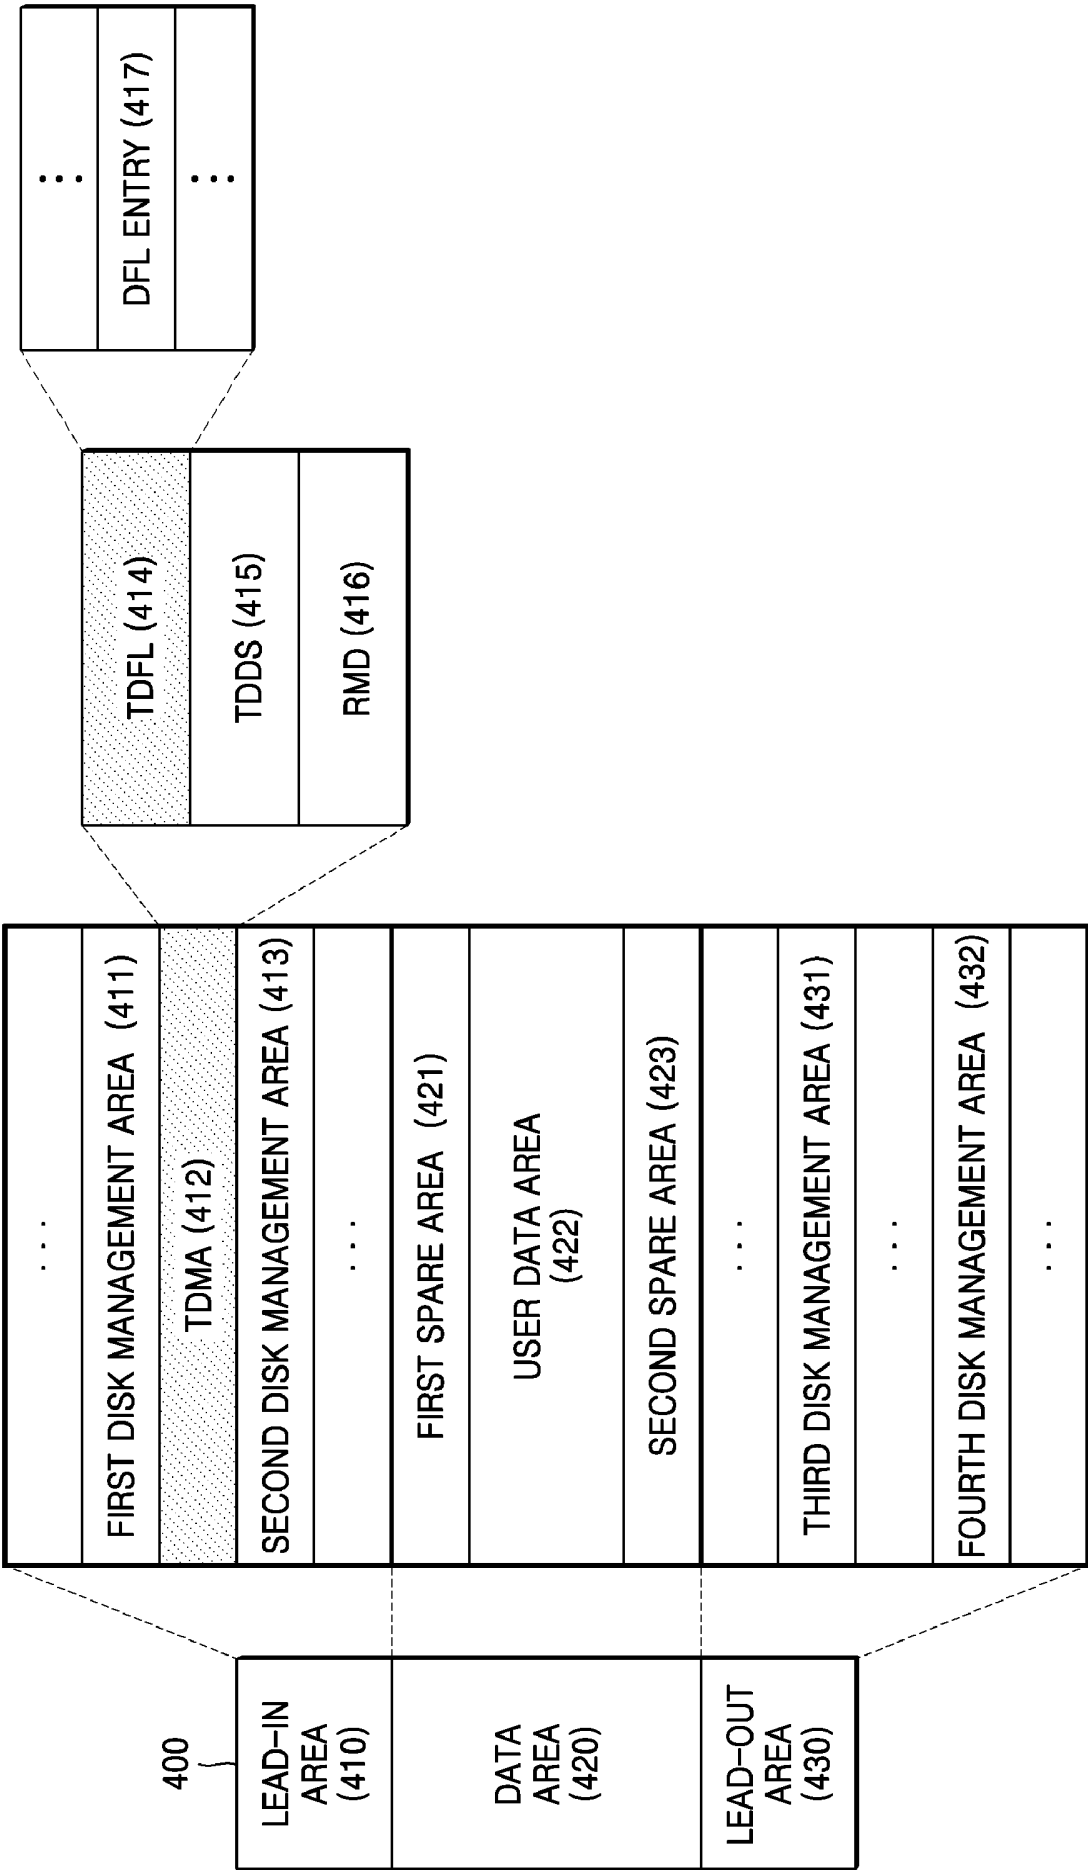 400
LEAD-IN
AREA
(410)
DATA
AREA
(420)
LEAD-OUT
AREA
(430)
...
FIRST DISK MANAGEMENT AREA (411)
TDMA (412)
SECOND DISK MANAGEMENT AREA (413)
...
FIRST SPARE AREA (421)
USER DATA AREA
(422)
SECOND SPARE AREA (423)
...
THIRD DISK MANAGEMENT AREA (431)
...
FOURTH DISK MANAGEMENT AREA (432)
...
TDFL (414)
TDDS (415)
RMD (416)
...
DFL ENTRY (417)
...